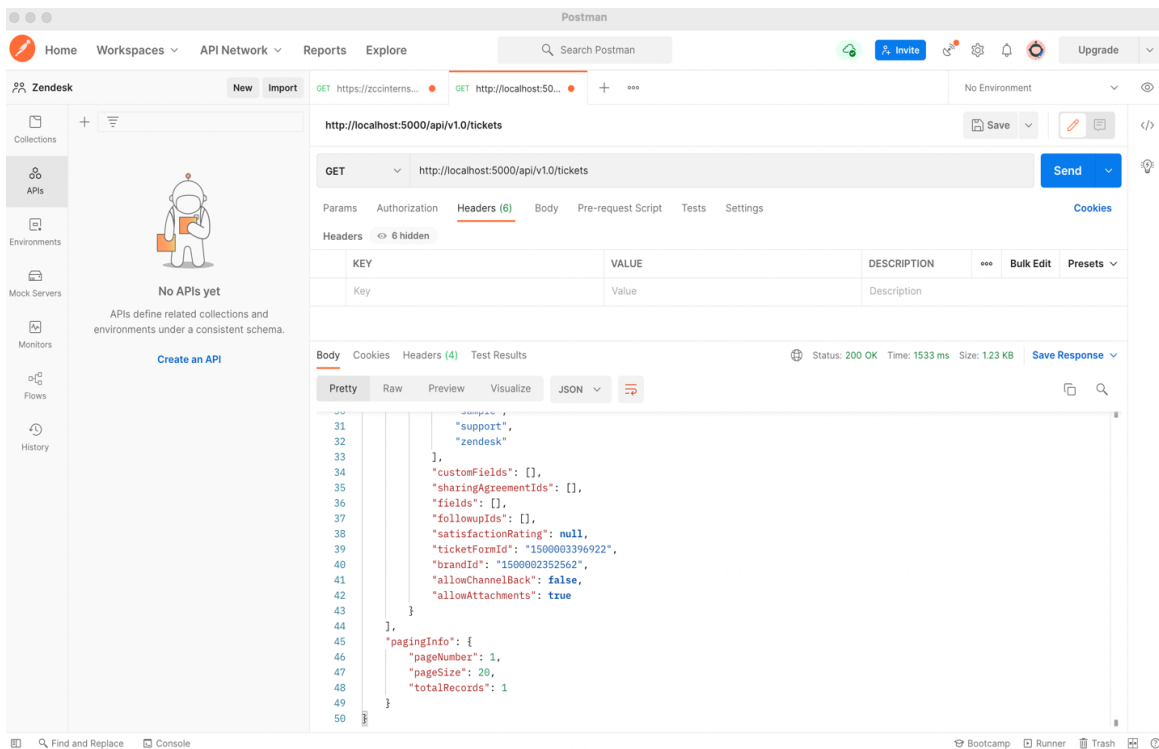 Postman
Home Workspaces API Network Reports Explore Search Postman Invite Upgrade
Zendesk New Import GET https://zccinterns... GET http://localhost:50... No Environment
Collections
APIs
Environments
Mock Servers
Monitors
Flows
History
No APIs yet
APIs define related collections and
environments under a consistent schema.
Create an API
http://localhost:5000/api/v1.0/tickets Save
GET http://localhost:5000/api/v1.0/tickets Send
Params Authorization Headers (6) Body Pre-request Script Tests Settings Cookies
Headers 6 hidden
KEY VALUE DESCRIPTION Bulk Edit Presets
Key Value Description
Body Cookies Headers (4) Test Results Status: 200 OK Time: 1533 ms Size: 1.23 KB Save Response
Pretty Raw Preview Visualize JSON
30 "sample",
31 "support",
32 "zendesk"
33 ],
34 "customFields": [],
35 "sharingAgreementIds": [],
36 "fields": [],
37 "followupIds": [],
38 "satisfactionRating": null,
39 "ticketFormId": "1500003396922",
40 "brandId": "1500002352562",
41 "allowChannelBack": false,
42 "allowAttachments": true
43 }
44 ],
45 "pagingInfo": {
46 "pageNumber": 1,
47 "pageSize": 20,
48 "totalRecords": 1
49 }
50 }
Find and Replace Console Bootcamp Runner Trash